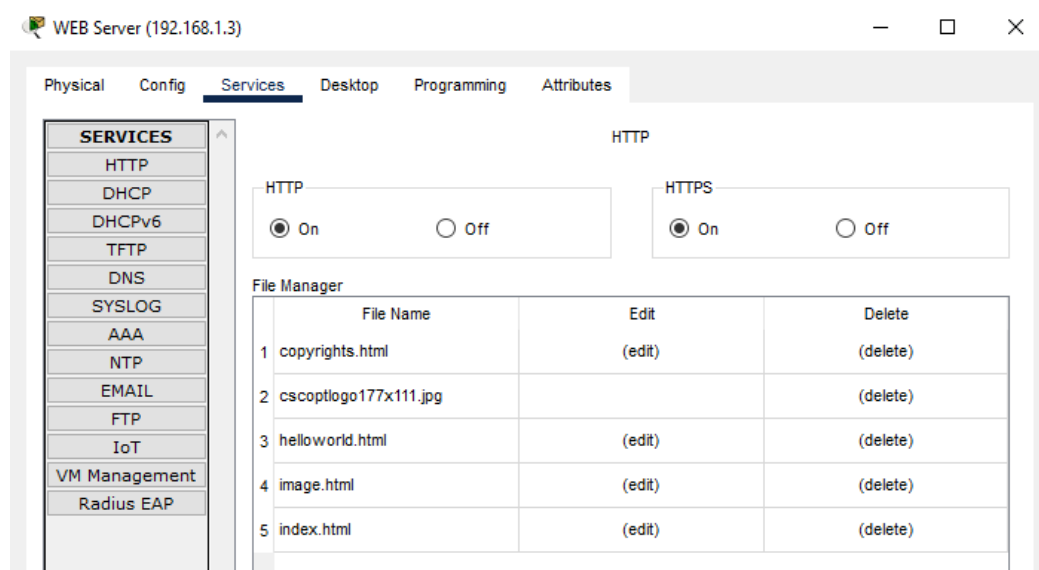 WEB Server (192.168.1.3)
Physical Config Services Desktop Programming Attributes
SERVICES
HTTP
DHCP
DHCPv6
TFTP
DNS
SYSLOG
AAA
NTP
EMAIL
FTP
IoT
VM Management
Radius EAP
HTTP
HTTP
On Off
HTTPS
On Off
File Manager
File Name Edit Delete
1 copyrights.html (edit) (delete)
2 cscoptlogo177x111.jpg (delete)
3 helloworld.html (edit) (delete)
4 image.html (edit) (delete)
5 index.html (edit) (delete)